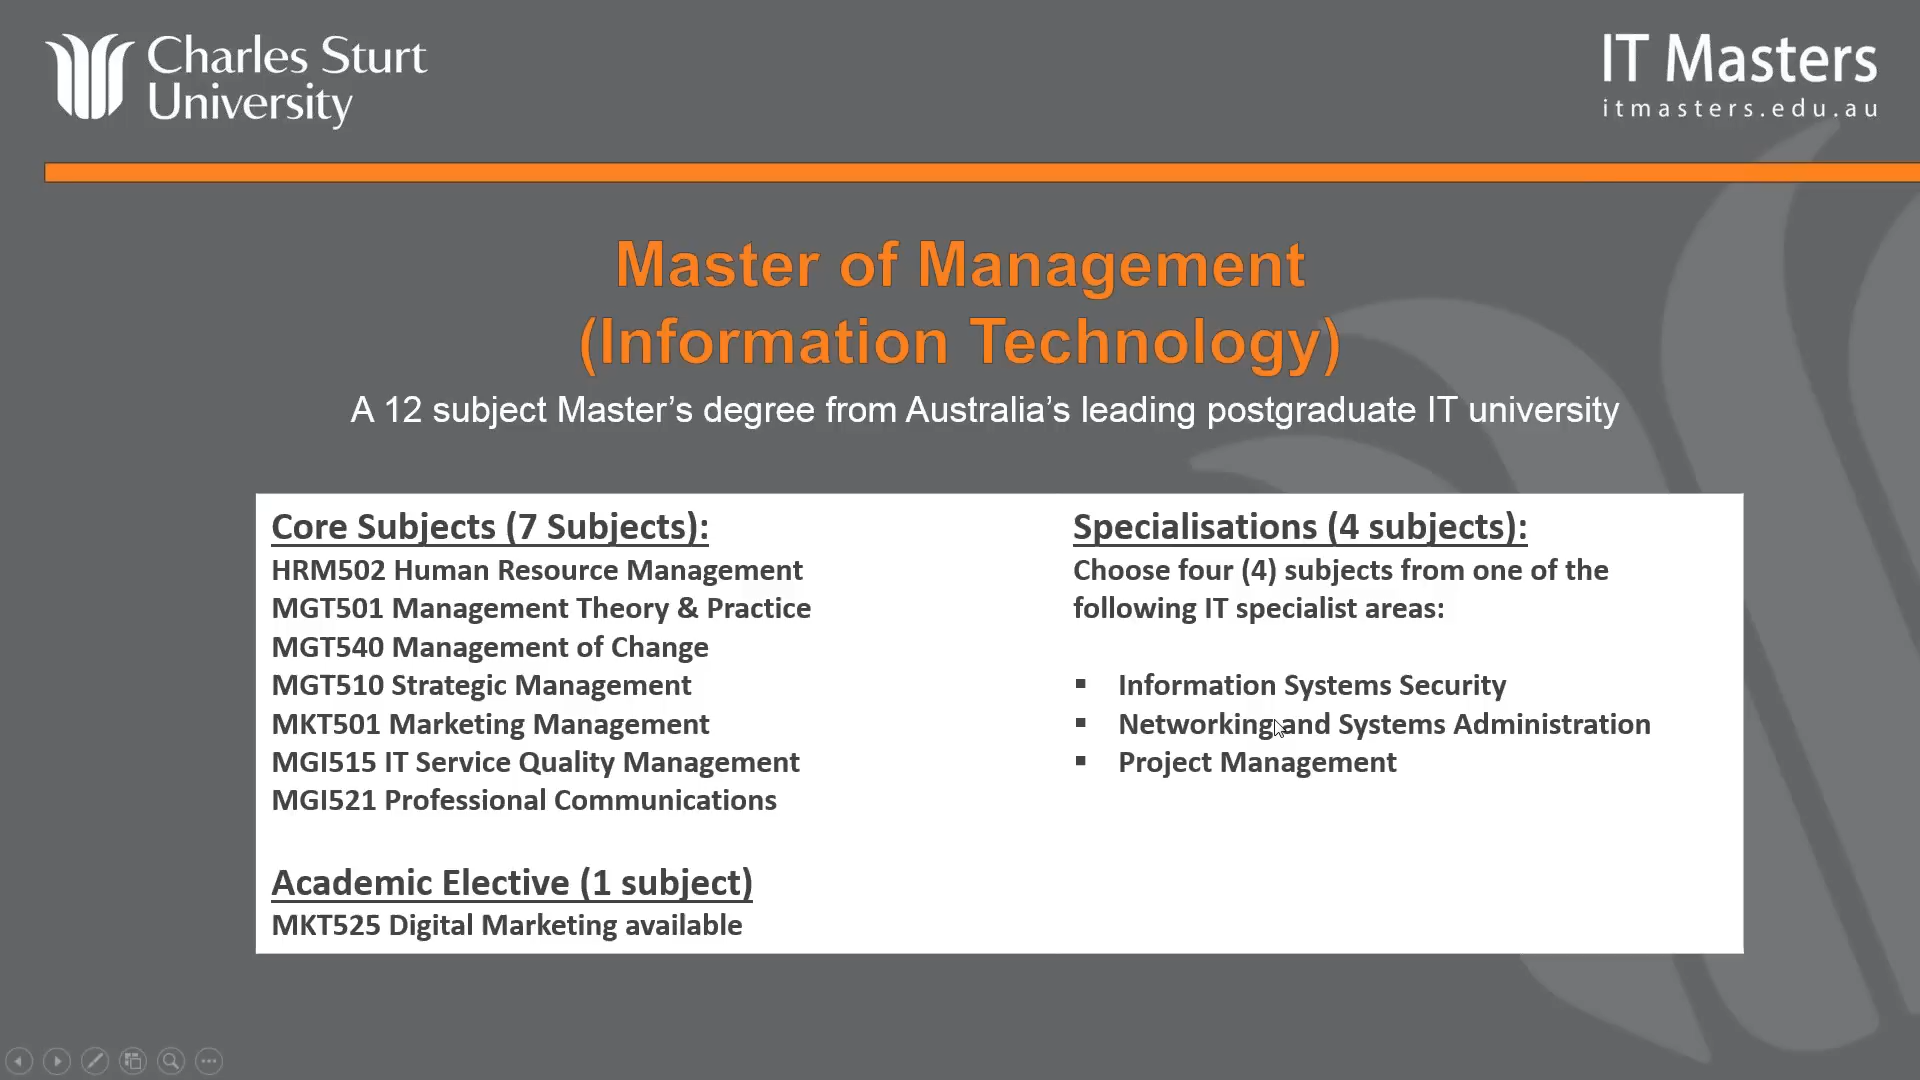 Charles Sturt
University
IT Masters
itmasters.edu.au
Master of Management
(Information Technology)
A 12 subject Master’s degree from Australia’s leading postgraduate IT university
Core Subjects (7 Subjects):
HRM502 Human Resource Management
MGT501 Management Theory & Practice
MGT540 Management of Change
MGT510 Strategic Management
MKT501 Marketing Management
MGI515 IT Service Quality Management
MGI521 Professional Communications
Academic Elective (1 subject)
MKT525 Digital Marketing available
Specialisations (4 subjects):
Choose four (4) subjects from one of the
following IT specialist areas:
▪ Information Systems Security
▪ Networking and Systems Administration
▪ Project Management